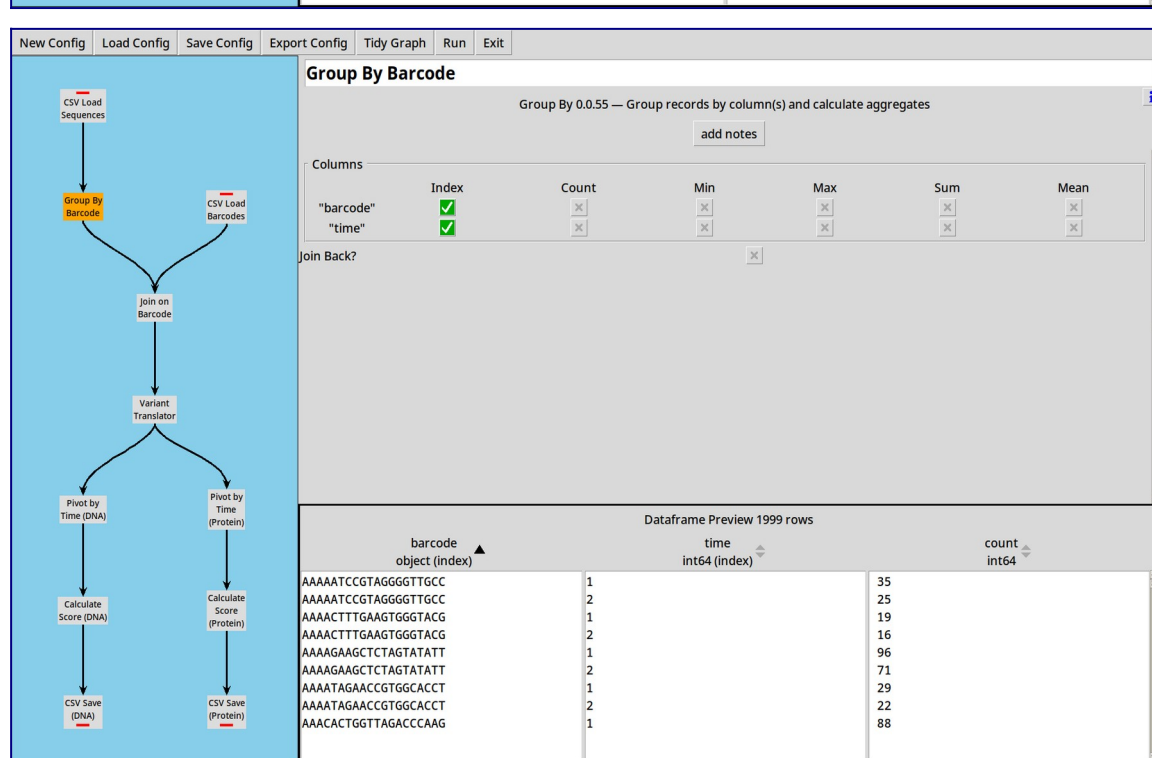 New Config Load Config Save Config Export Config Tidy Graph Run Exit
CSV Load
Sequences
Group By
Barcode
CSV Load
Barcodes
Join on
Barcode
Variant
Translator
Pivot by
Time (DNA)
Pivot by
Time
(Protein)
Calculate
Score (DNA)
Calculate
Score
(Protein)
CSV Save
(DNA)
CSV Save
(Protein)
Group By Barcode
Group By 0.0.55 — Group records by column(s) and calculate aggregates
add notes
Columns
Index Count Min Max Sum Mean
"barcode"
"time"
Join Back?
Dataframe Preview 1999 rows
barcode time count
object (index) int64 (index) int64
AAAAATCCGTAGGGGTTGCC 1 35
AAAAATCCGTAGGGGTTGCC 2 25
AAAACTTTGAAGTGGGTACG 1 19
AAAACTTTGAAGTGGGTACG 2 16
AAAAGAAGCTCTAGTATATT 1 96
AAAAGAAGCTCTAGTATATT 2 71
AAAATAGAACCGTGGCACCT 1 29
AAAATAGAACCGTGGCACCT 2 22
AAACACTGGTTAGACCCAAG 1 88